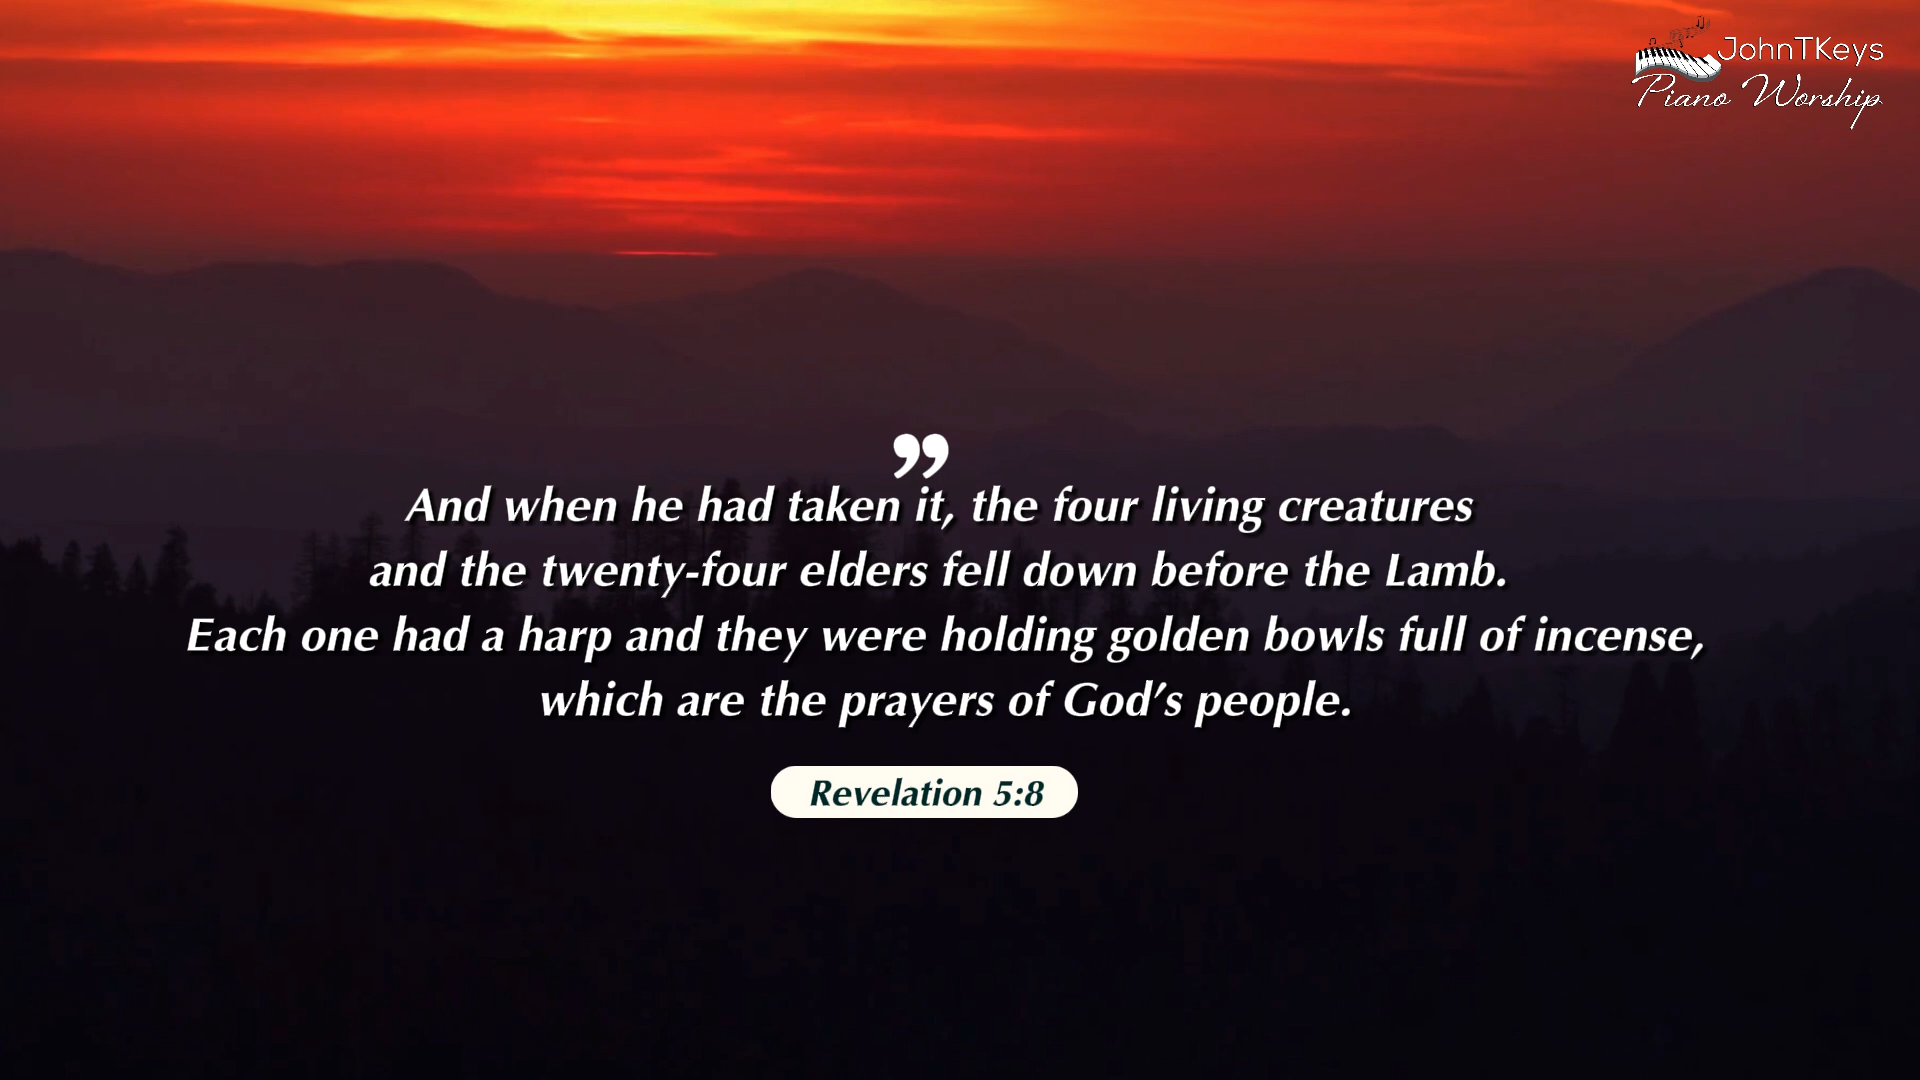 JohnTKeys
Piano Worship
”
And when he had taken it, the four living creatures
and the twenty-four elders fell down before the Lamb.
Each one had a harp and they were holding golden bowls full of incense,
which are the prayers of God’s people.
Revelation 5:8